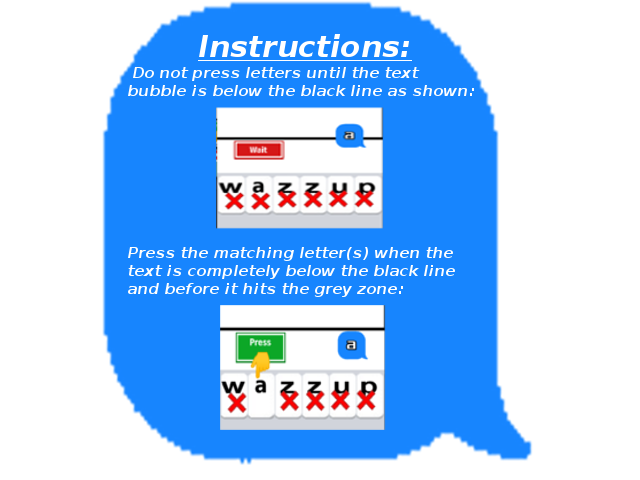 Instructions:
Do not press letters until the text
bubble is below the black line as shown:
a
Wait
w a z z u p
Press the matching letter(s) when the
text is completely below the black line
and before it hits the grey zone:
Press
a
w a z z u p